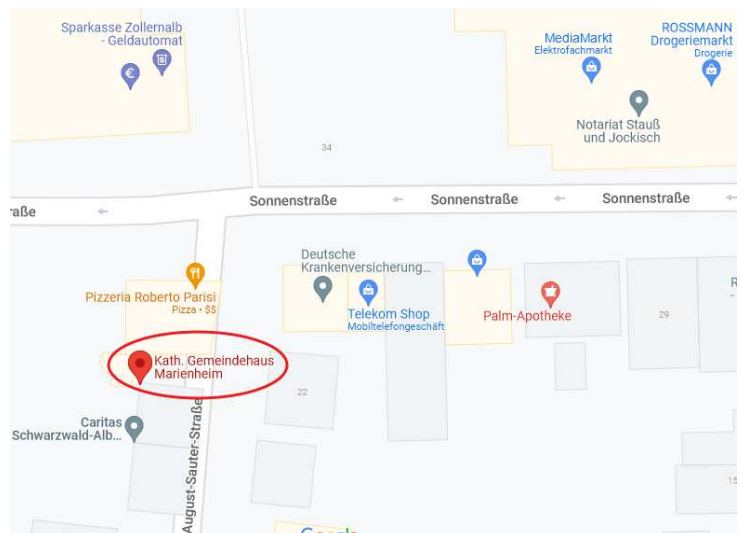 Sparkasse Zollernalb
- Geldautomat
MediaMarkt
Elektrofachmarkt
ROSSMANN
Drogeriemarkt
Drogerie
Notariat Stauß
und Jockisch
34
raße
Sonnenstraße
Sonnenstraße
Sonnenstraße
Deutsche
Krankenversicherung...
Pizzeria Roberto Parisi
Pizza • $$
Telekom Shop
Mobiltelefongeschäft
Palm-Apotheke
29
R
-
Kath. Gemeindehaus
Marienheim
22
Caritas
Schwarzwald-Alb...
August-Sauter-Straße
15
Google